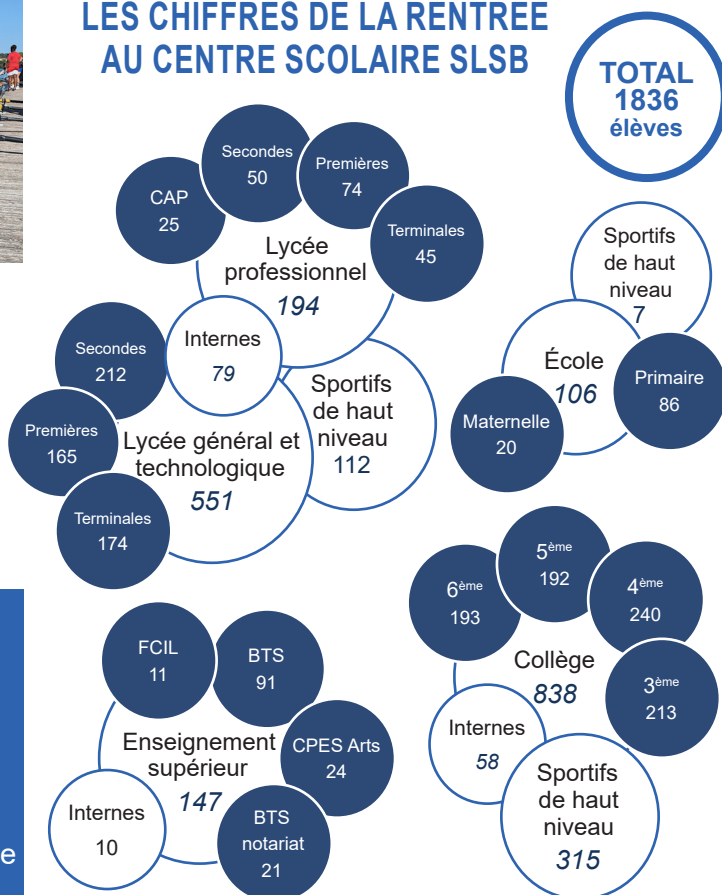 LES CHIFFRES DE LA RENTRÉE
AU CENTRE SCOLAIRE SLSB
TOTAL
1836
élèves
CAP
25
Secondes
50
Premières
74
Terminales
45
Lycée
professionnel
194
Internes
79
Secondes
212
Premières
165
Terminales
174
Lycée général et
technologique
551
Sportifs
de haut
niveau
112
Sportifs
de haut
niveau
7
École
106
Primaire
86
Maternelle
20
FCIL
11
BTS
91
CPES Arts
24
BTS
notariat
21
Enseignement
supérieur
147
Internes
10
6ème
193
5ème
192
4ème
240
3ème
213
Collège
838
Internes
58
Sportifs
de haut
niveau
315
e